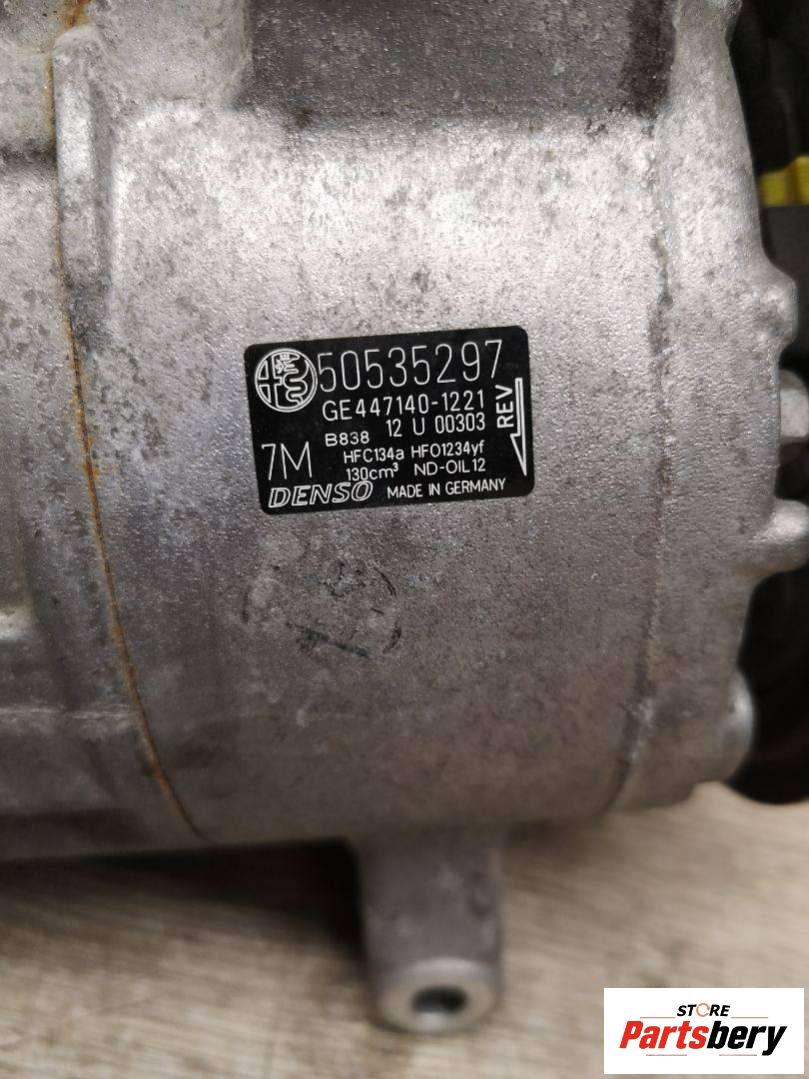 50535297
GE447140-1221
B838 12 U 00303
7M HFC134a HFO1234yf
130cm³ ND-OIL12
DENSO MADE IN GERMANY
REV
STORE
Partsbery